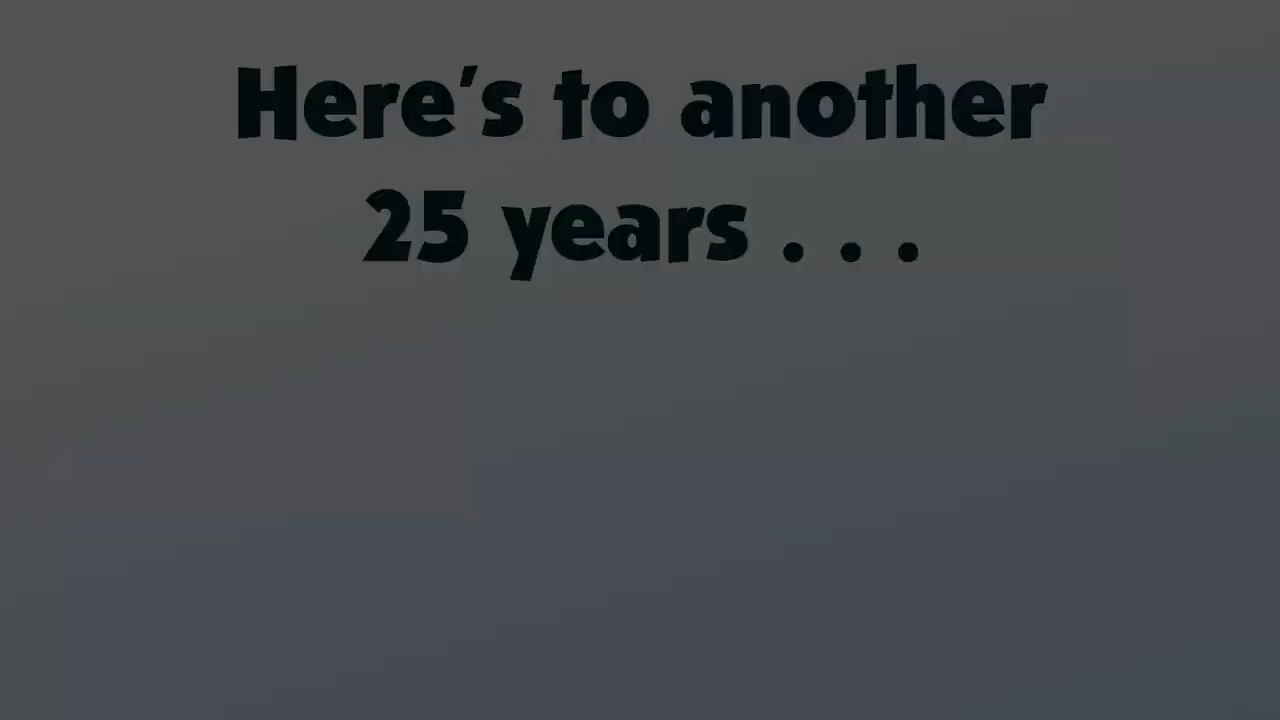 Here's to another
25 years . . .